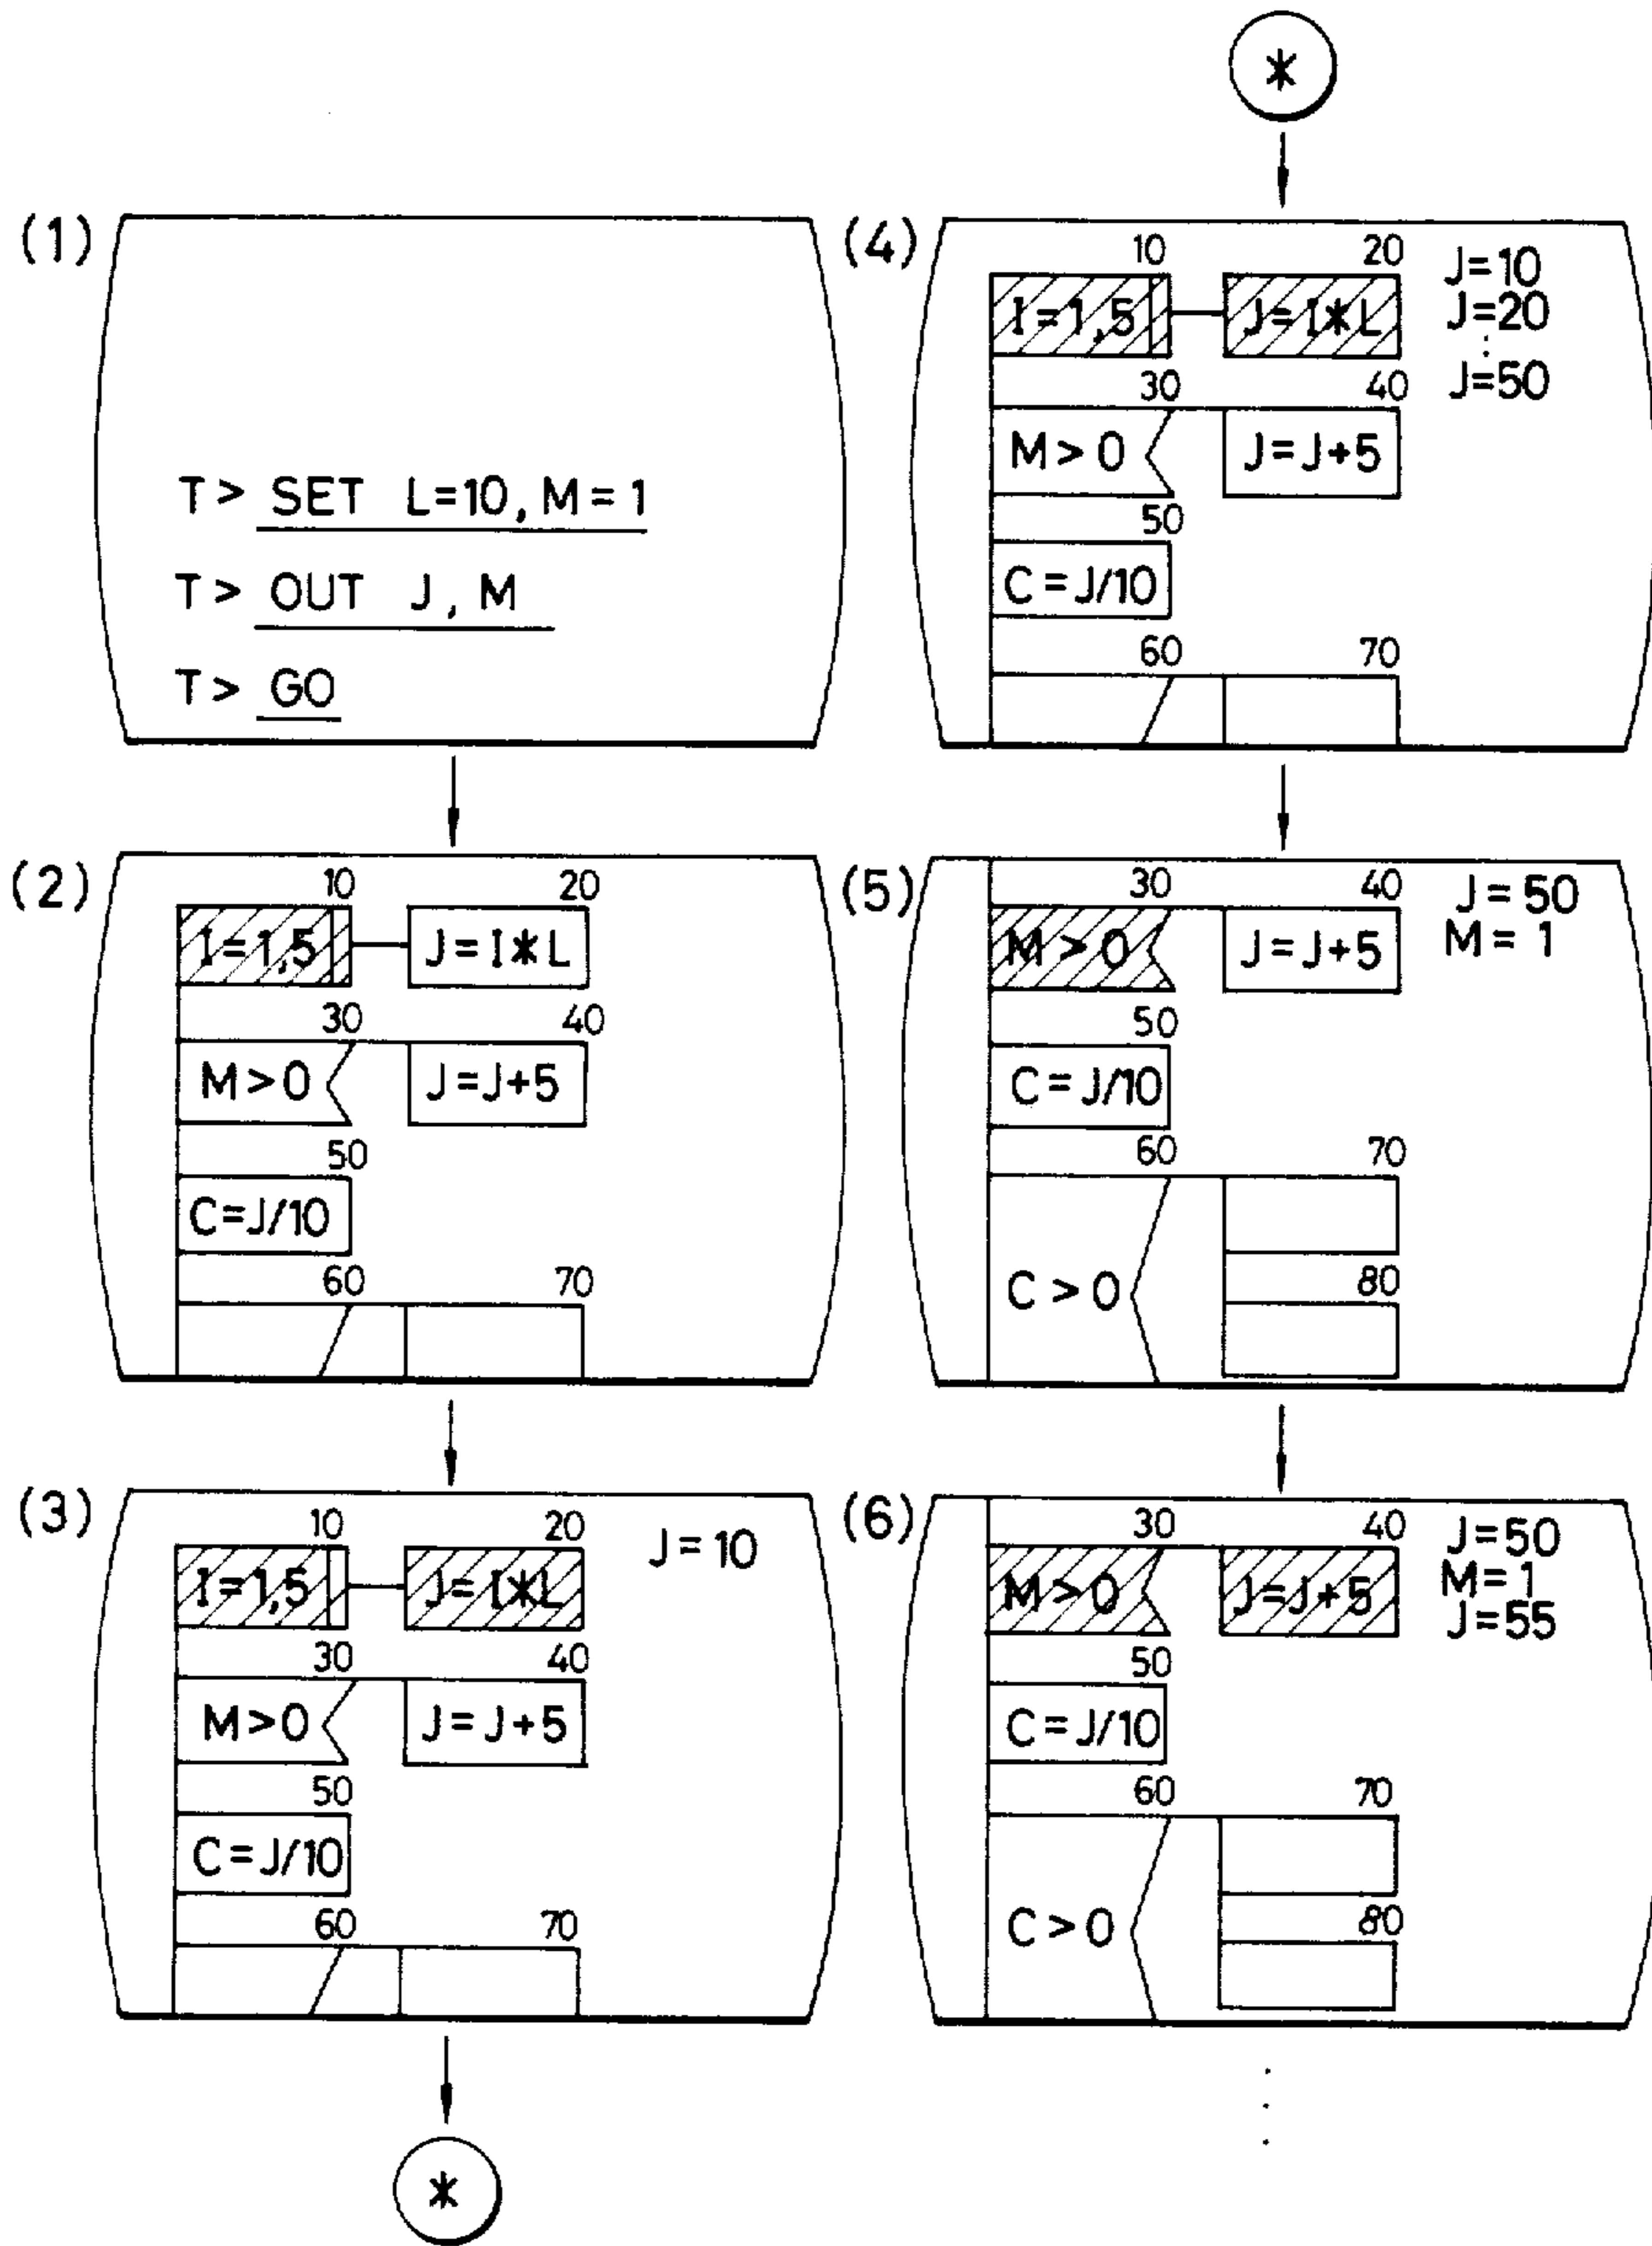 (1)
T> SET L=10, M=1
T> OUT J, M
T> GO
(2)
10 20
I=1,5 J=I*L
30 40
M>0 J=J+5
50
C=J/10
60 70
(3)
10 20 J=10
I=1,5 J=I*L
30 40
M>0 J=J+5
50
C=J/10
60 70
*
*
(4)
10 20 J=10
I=1,5 J=I*L J=20
:
J=50
30 40
M>0 J=J+5
50
C=J/10
60 70
(5)
30 40 J=50
M>0 J=J+5 M=1
50
C=J/10
60 70
C>0 80
(6)
30 40 J=50
M>0 J=J+5 M=1
J=55
50
C=J/10
60 70
C>0 80